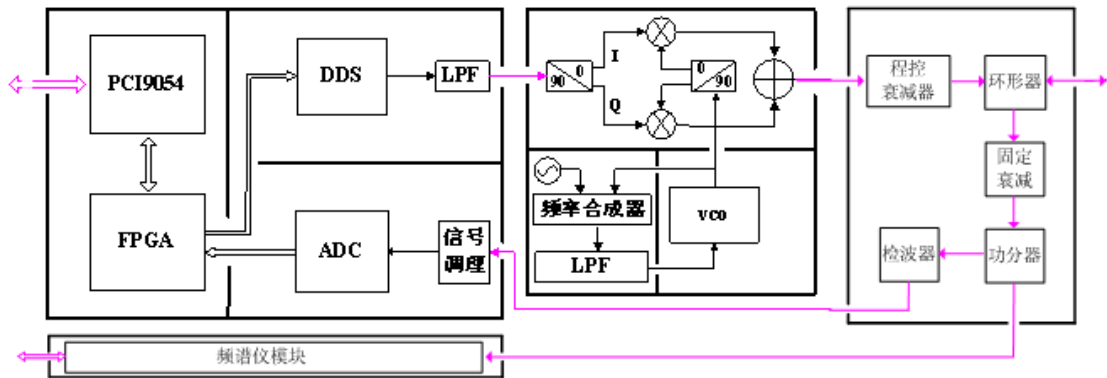 PCI9054
DDS
LPF
0
90
I
Q
0
90
程控
衰减器
环形器
固定
衰减
频率合成器
LPF
vco
FPGA
ADC
信号
调理
检波器
功分器
频谱仪模块